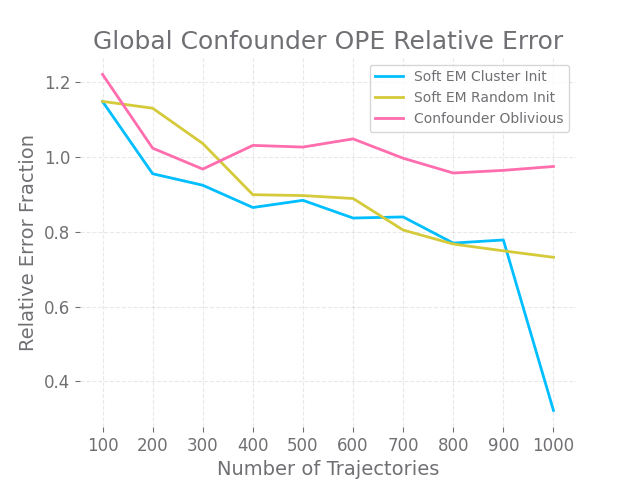 Global Confounder OPE Relative Error
Soft EM Cluster Init
Soft EM Random Init
Confounder Oblivious
Relative Error Fraction
1.2
1.0
0.8
0.6
0.4
100 200 300 400 500 600 700 800 900 1000
Number of Trajectories